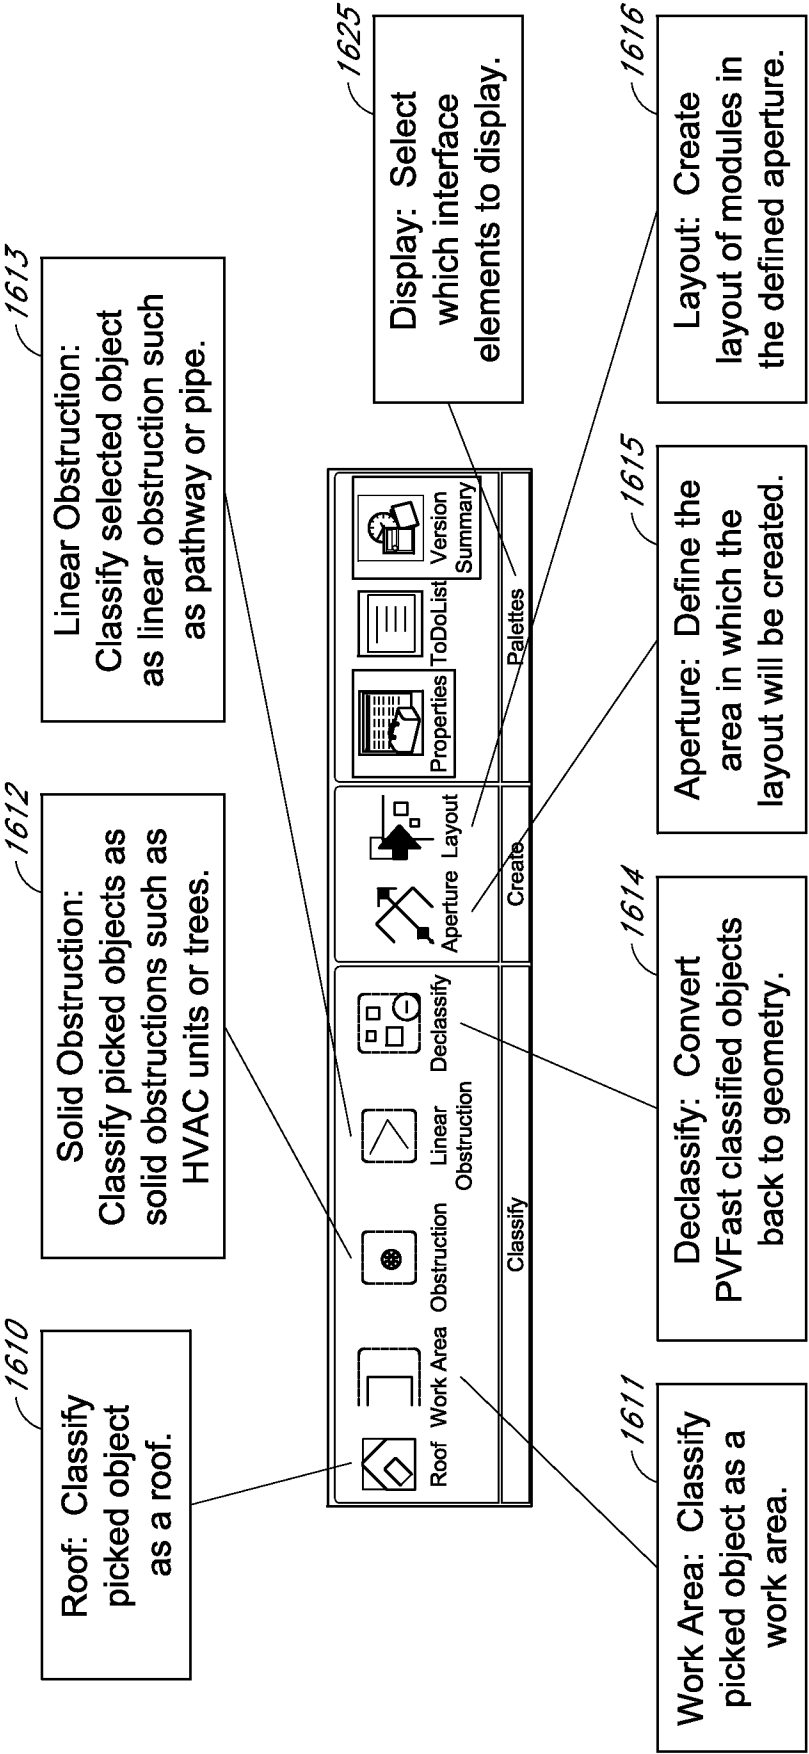 1610
Roof: Classify
picked object
as a roof.
1612
Solid Obstruction:
Classify picked objects as
solid obstructions such as
HVAC units or trees.
1613
Linear Obstruction:
Classify selected object
as linear obstruction such
as pathway or pipe.
1625
Display: Select
which interface
elements to display.
Roof
Work Area
Obstruction
Linear
Obstruction
Declassify
Classify
Aperture
Layout
Create
Properties
ToDoList
Version
Summary
Palettes
1611
Work Area: Classify
picked object as a
work area.
1614
Declassify: Convert
PVFast classified objects
back to geometry.
1615
Aperture: Define the
area in which the
layout will be created.
1616
Layout: Create
layout of modules in
the defined aperture.